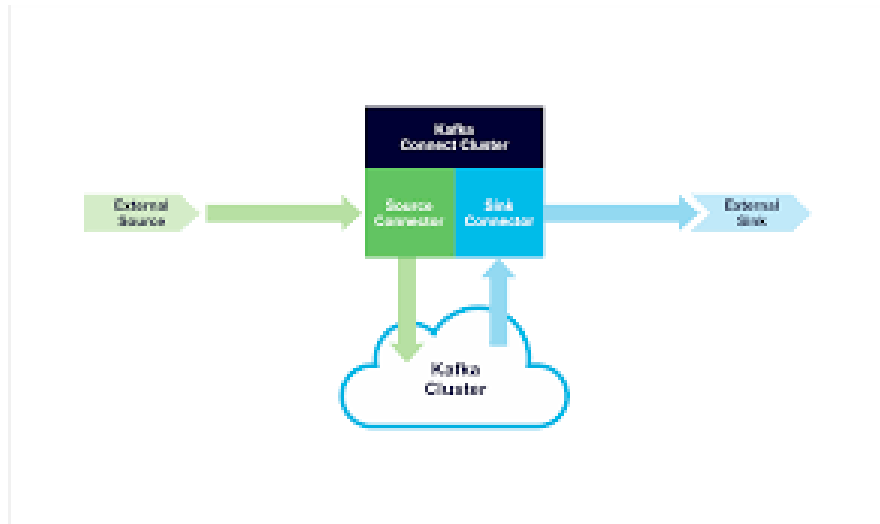 Kafka
Connect Cluster
External
Source
Source
Connector
Sink
Connector
External
Sink
Kafka
Cluster